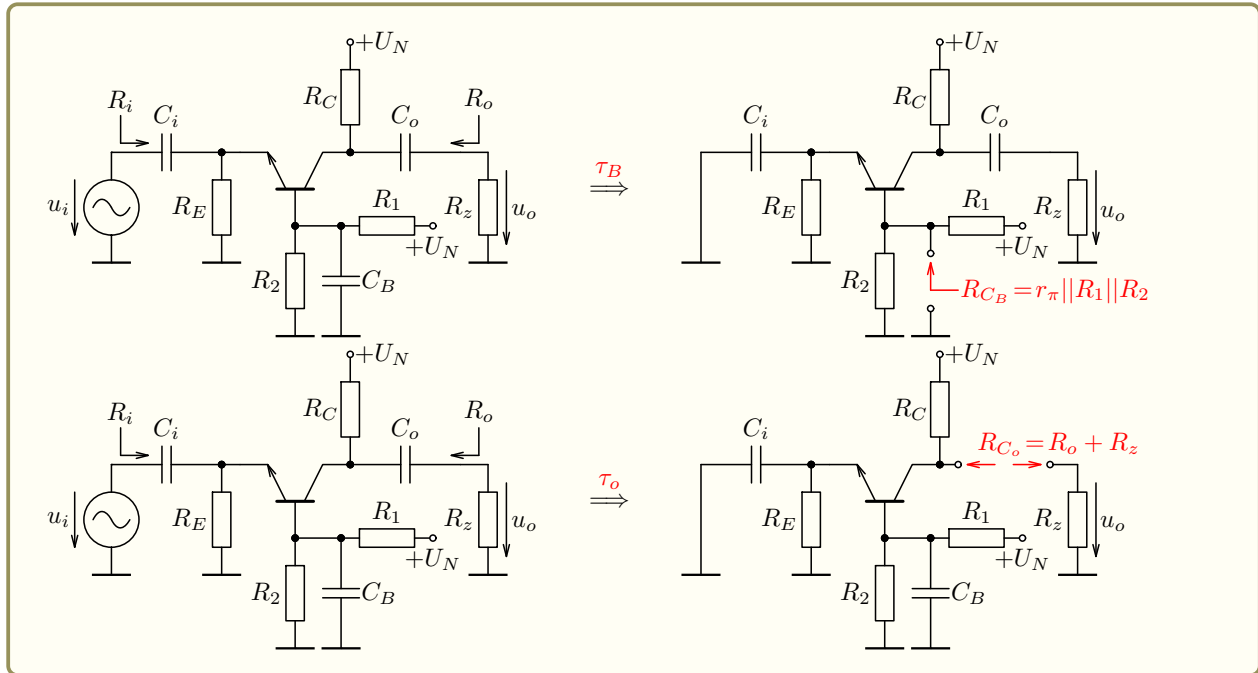 +U_N +U_N
R_C R_C
R_i C_i C_o R_o C_i C_o
τ_B
⟹
u_i R_E R_1 R_z u_o R_E R_1 R_z u_o
+U_N +U_N
R_2 C_B R_2 R_{C_B} = r_π||R_1||R_2
+U_N +U_N
R_C R_C
R_i C_i C_o R_o C_i R_{C_o} = R_o + R_z
τ_o
⟹
u_i R_E R_1 R_z u_o R_E R_1 R_z u_o
+U_N +U_N
R_2 C_B R_2 C_B